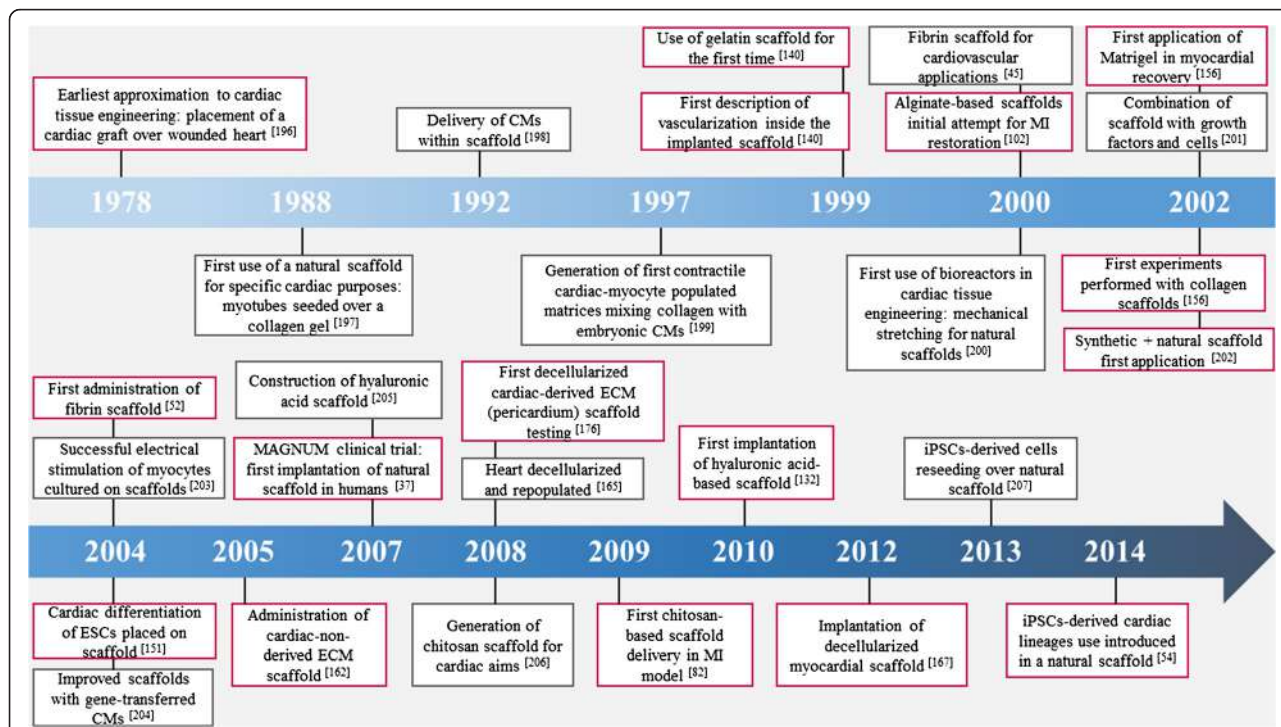 Earliest approximation to cardiac
tissue engineering: placement of a
cardiac graft over wounded heart [196]
Delivery of CMs
within scaffold [198]
Use of gelatin scaffold for
the first time [140]
First description of
vascularization inside the
implanted scaffold [140]
Fibrin scaffold for
cardiovascular
applications [45]
Alginate-based scaffolds
initial attempt for MI
restoration [102]
First application of
Matrigel in myocardial
recovery [156]
Combination of
scaffold with growth
factors and cells [201]
1978 1988 1992 1997 1999 2000 2002
First use of a natural scaffold
for specific cardiac purposes:
myotubes seeded over a
collagen gel [197]
Generation of first contractile
cardiac-myocyte populated
matrices mixing collagen with
embryonic CMs [199]
First use of bioreactors in
cardiac tissue
engineering: mechanical
stretching for natural
scaffolds [200]
First experiments
performed with collagen
scaffolds [156]
Synthetic + natural scaffold
first application [202]
First administration of
fibrin scaffold [52]
Successful electrical
stimulation of myocytes
cultured on scaffolds [203]
Construction of hyaluronic
acid scaffold [205]
MAGNUM clinical trial:
first implantation of natural
scaffold in humans [37]
First decellularized
cardiac-derived ECM
(pericardium) scaffold
testing [176]
Heart decellularized
and repopulated [165]
First implantation
of hyaluronic acid-
based scaffold [132]
iPSCs-derived cells
reseeding over natural
scaffold [207]
2004 2005 2007 2008 2009 2010 2012 2013 2014
Cardiac differentiation
of ESCs placed on
scaffold [151]
Improved scaffolds
with gene-transferred
CMs [204]
Administration of
cardiac-non-
derived ECM
scaffold [162]
Generation of
chitosan scaffold for
cardiac aims [206]
First chitosan-
based scaffold
delivery in MI
model [82]
Implantation of
decellularized
myocardial scaffold [167]
iPSCs-derived cardiac
lineages use introduced
in a natural scaffold [54]